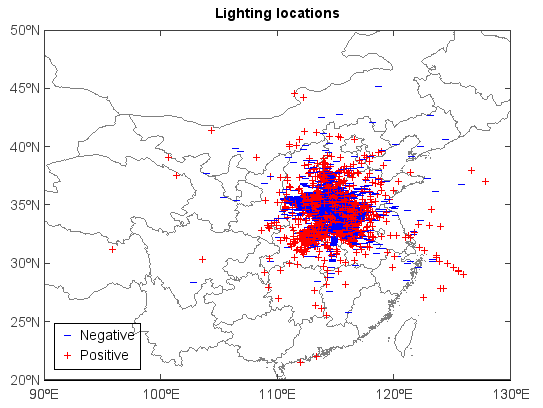 Lighting locations
50ºN
45ºN
40ºN
35ºN
30ºN
25ºN
20ºN
Negative
Positive
90ºE
100ºE
110ºE
120ºE
130ºE